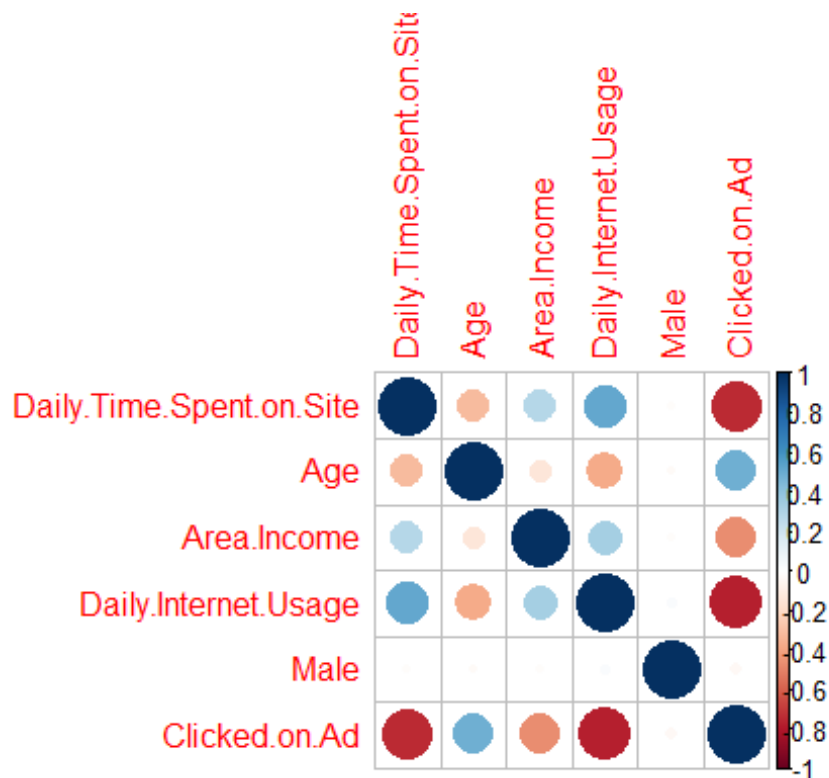 Daily.Time.Spent.on.Site
Age
Area.Income
Daily.Internet.Usage
Male
Clicked.on.Ad
Daily.Time.Spent.on.Site
Age
Area.Income
Daily.Internet.Usage
Male
Clicked.on.Ad
1
0.8
0.6
0.4
0.2
0
-0.2
-0.4
-0.6
-0.8
-1